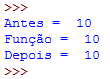 >>>
Antes =  10
Função =  10
Depois =  10
>>>